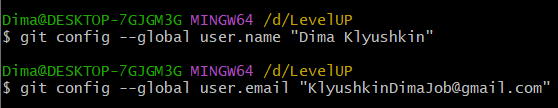 Dima@DESKTOP-7GJGM3G MINGW64 /d/LevelUP
$ git config --global user.name "Dima Klyushkin"
Dima@DESKTOP-7GJGM3G MINGW64 /d/LevelUP
$ git config --global user.email "KlyushkinDimaJob@gmail.com"